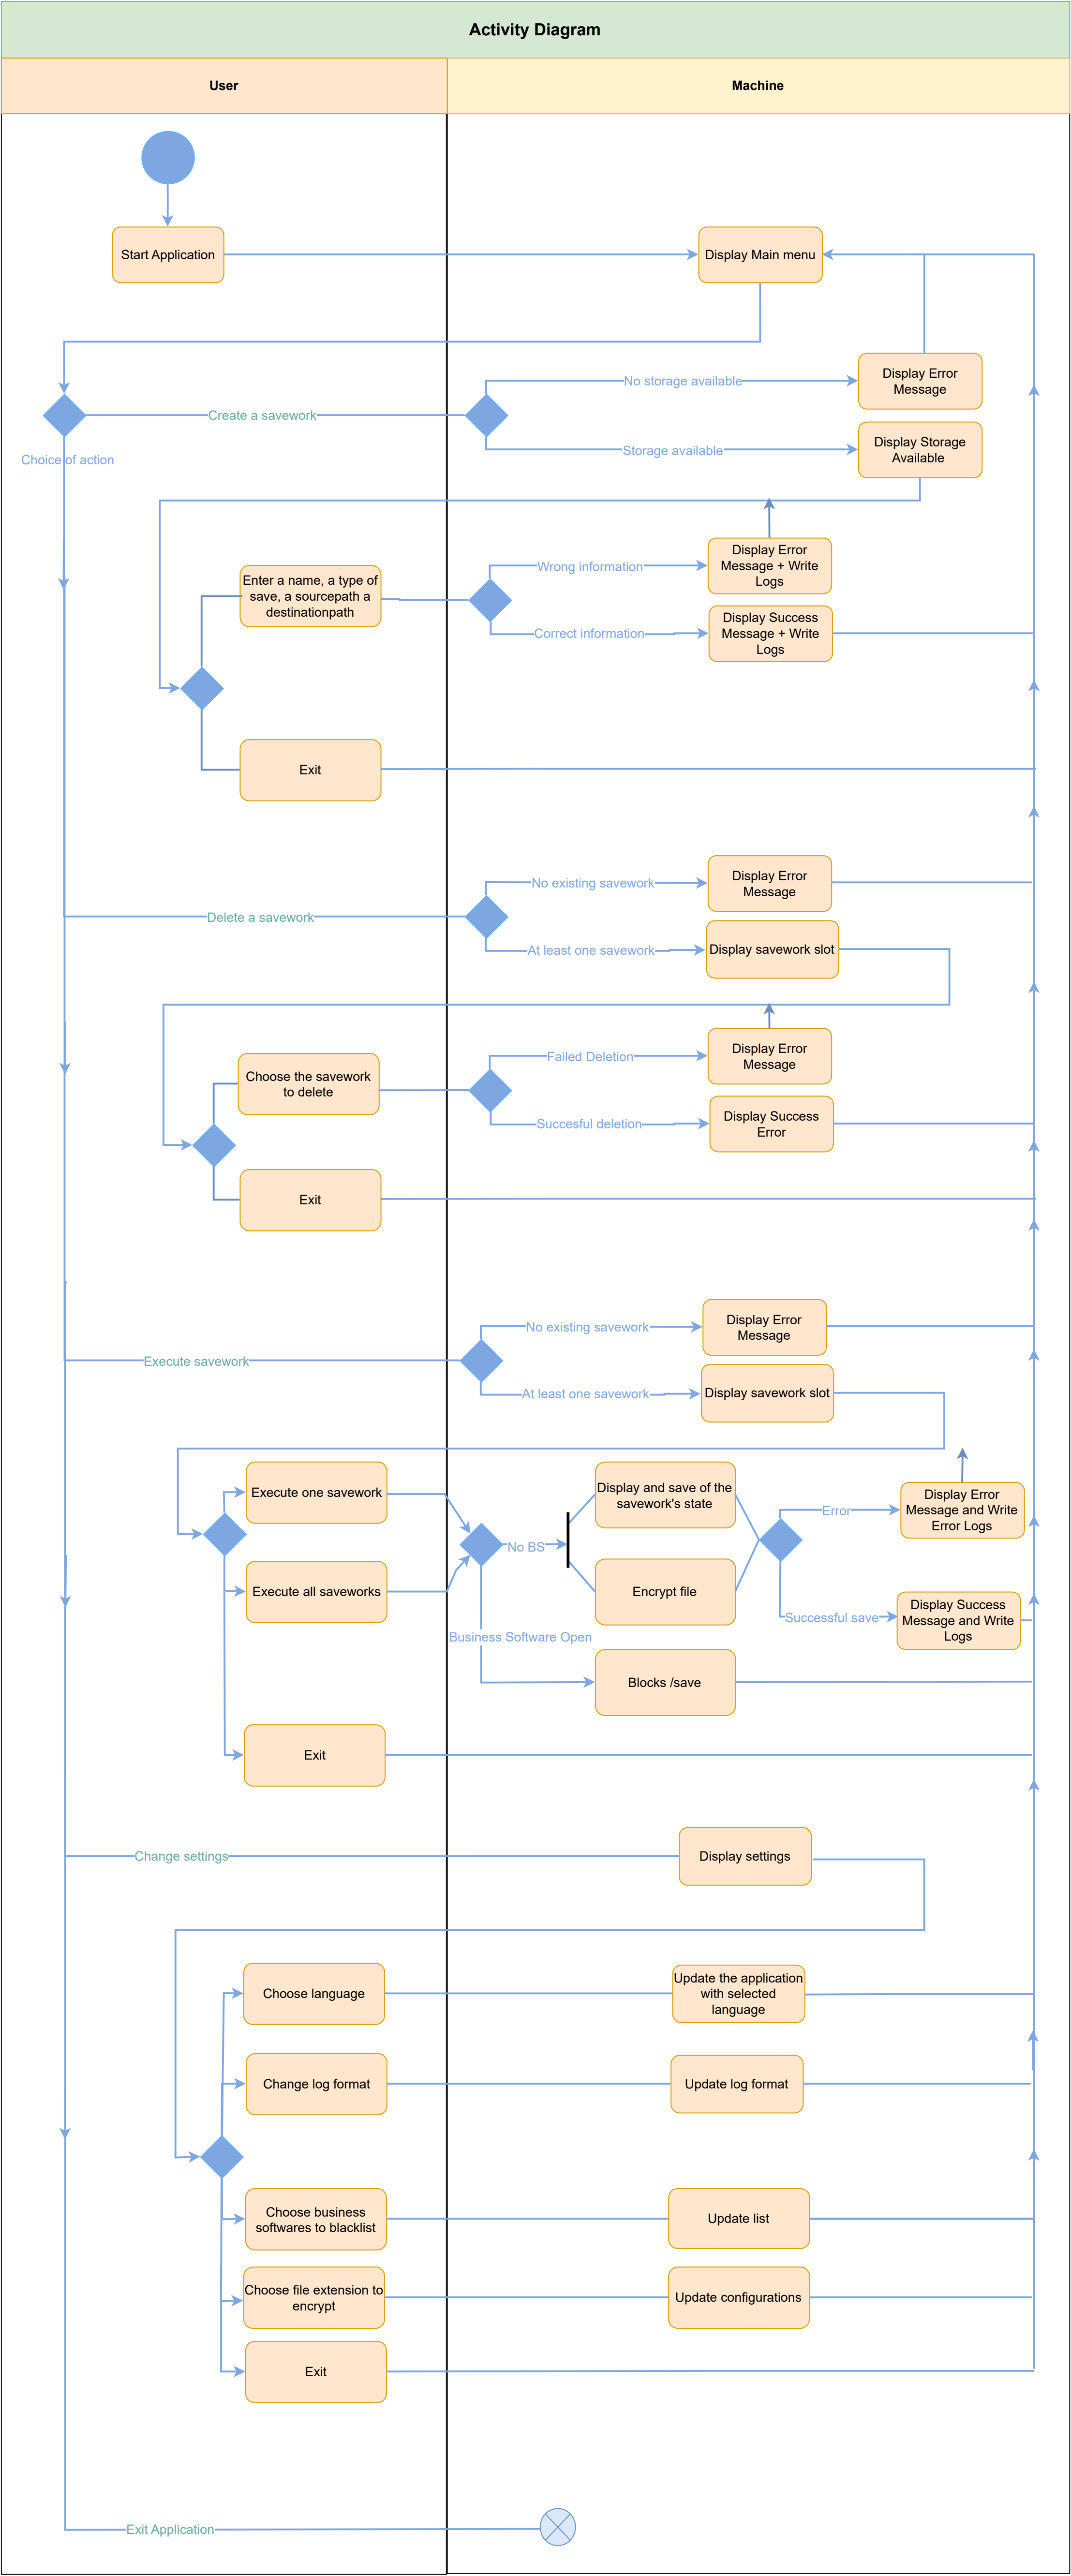 Activity Diagram
User
Machine
Start Application
Display Main menu
No storage available
Display Error
Message
Create a savework
Storage available
Display Storage
Available
Choice of action
Enter a name, a type of
save, a sourcepath a
destinationpath
Wrong information
Display Error
Message + Write
Logs
Correct information
Display Success
Message + Write
Logs
Exit
No existing savework
Display Error
Message
Delete a savework
At least one savework
Display savework slot
Choose the savework
to delete
Failed Deletion
Display Error
Message
Succesful deletion
Display Success
Error
Exit
No existing savework
Display Error
Message
Execute savework
At least one savework
Display savework slot
Execute one savework
Display and save of the
savework's state
Error
Display Error
Message and Write
Error Logs
No BS
Execute all saveworks
Encrypt file
Successful save
Display Success
Message and Write
Logs
Business Software Open
Blocks /save
Exit
Change settings
Display settings
Choose language
Update the application
with selected
language
Change log format
Update log format
Choose business
softwares to blacklist
Update list
Choose file extension to
encrypt
Update configurations
Exit
Exit Application